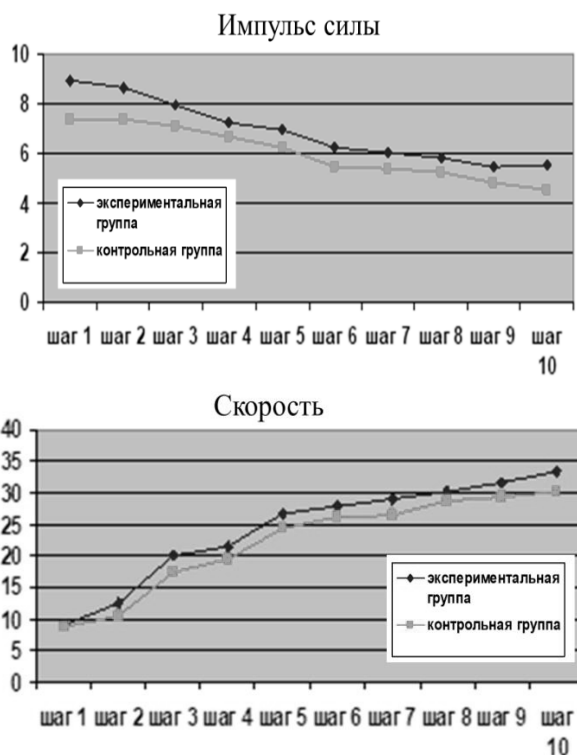 Импульс силы
10
8
6
4
2
0
экспериментальная
группа
контрольная группа
шаг 1 шаг 2 шаг 3 шаг 4 шаг 5 шаг 6 шаг 7 шаг 8 шаг 9 шаг
10
Скорость
40
35
30
25
20
15
10
5
0
экспериментальная
группа
контрольная группа
шаг 1 шаг 2 шаг 3 шаг 4 шаг 5 шаг 6 шаг 7 шаг 8 шаг 9 шаг
10